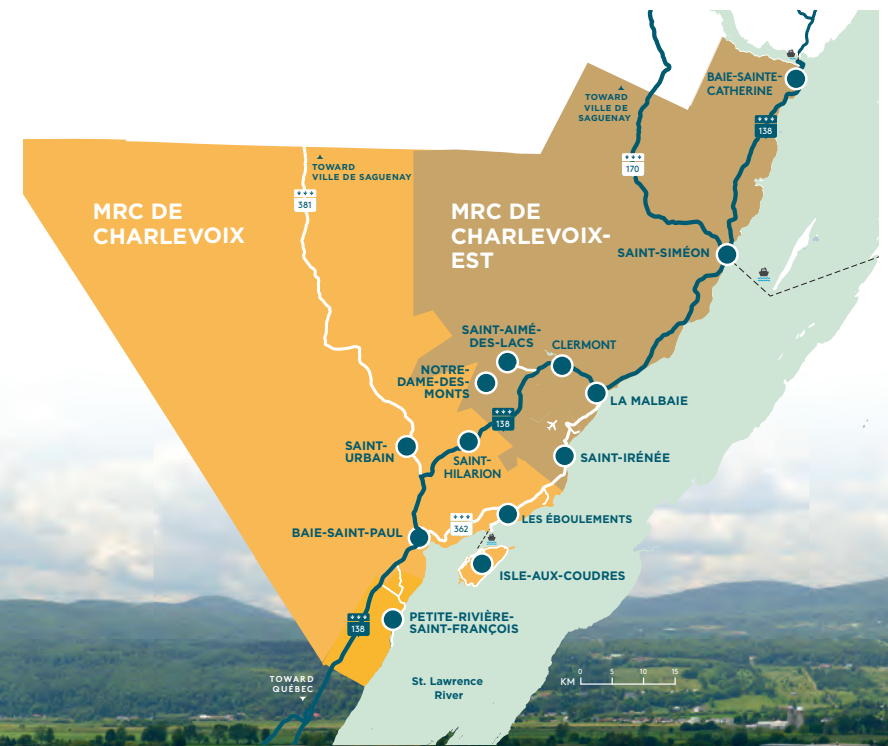 BAIE-SAINTE-
CATHERINE
TOWARD
VILLE DE
SAGUENAY
138
TOWARD
VILLE DE SAGUENAY
170
381
MRC DE
CHARLEVOIX
MRC DE
CHARLEVOIX-
EST
SAINT-SIMÉON
SAINT-AIMÉ-
DES-LACS
CLERMONT
NOTRE-
DAME-DES-
MONTS
LA MALBAIE
138
SAINT-
URBAIN
SAINT-
HILARION
SAINT-IRÉNÉE
362
LES ÉBOULEMENTS
BAIE-SAINT-PAUL
ISLE-AUX-COUDRES
138
PETITE-RIVIÈRE-
SAINT-FRANÇOIS
TOWARD
QUÉBEC
St. Lawrence
River
KM
0 5 10 15